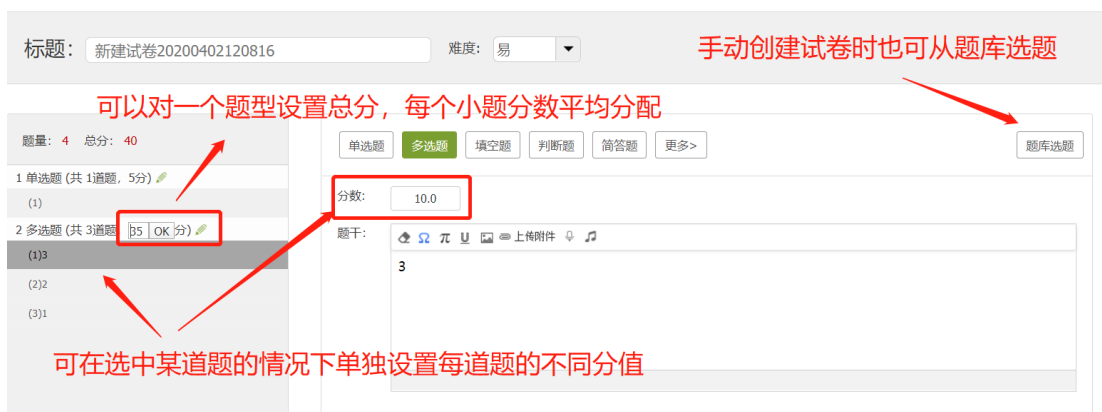 标题: 新建试卷20200402120816 难度: 易 手动创建试卷时也可从题库选题
可以对一个题型设置总分，每个小题分数平均分配
题量: 4 总分: 40 单选题 多选题 填空题 判断题 简答题 更多> 题库选题
1 单选题 (共 1道题, 5分)
(1)
分数: 10.0
2 多选题 (共 3道题 35 OK 分)
题干: Ω π U 上传附件
(1)3
3
(2)2
(3)1
可在选中某道题的情况下单独设置每道题的不同分值